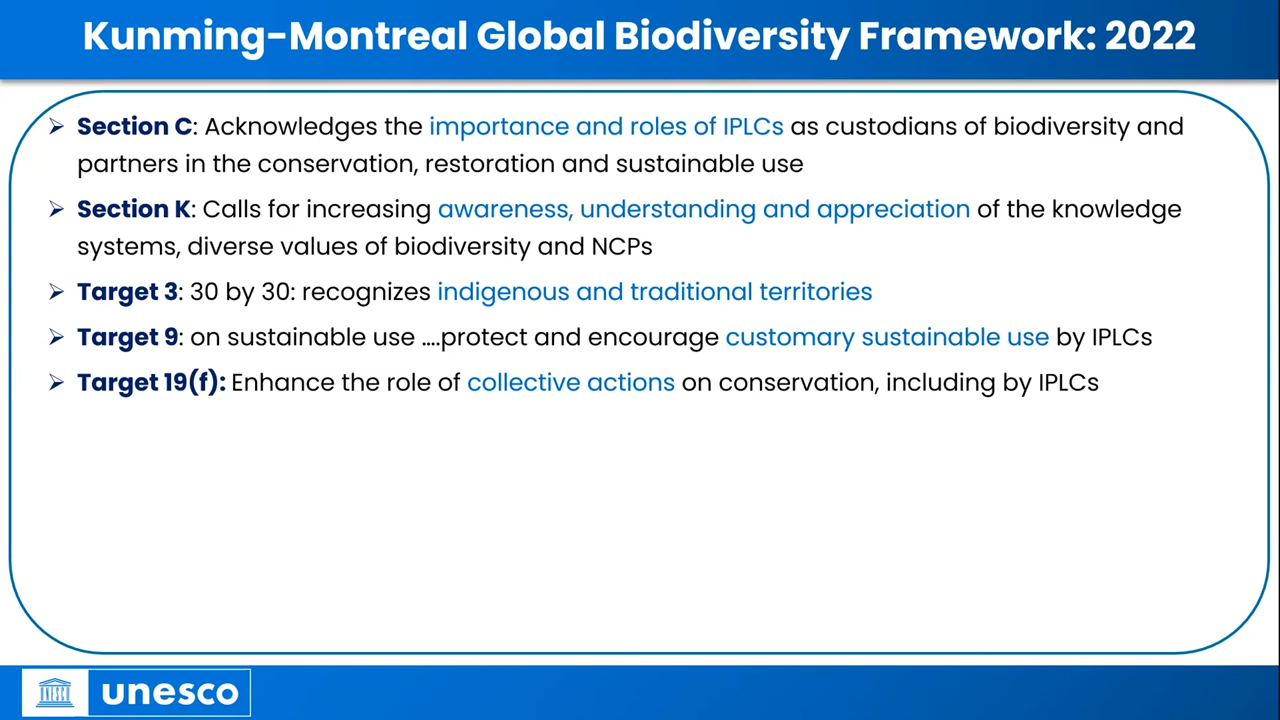 Kunming-Montreal Global Biodiversity Framework: 2022
Section C: Acknowledges the importance and roles of IPLCs as custodians of biodiversity and
partners in the conservation, restoration and sustainable use
Section K: Calls for increasing awareness, understanding and appreciation of the knowledge
systems, diverse values of biodiversity and NCPs
Target 3: 30 by 30: recognizes indigenous and traditional territories
Target 9: on sustainable use ....protect and encourage customary sustainable use by IPLCs
Target 19(f): Enhance the role of collective actions on conservation, including by IPLCs
unesco